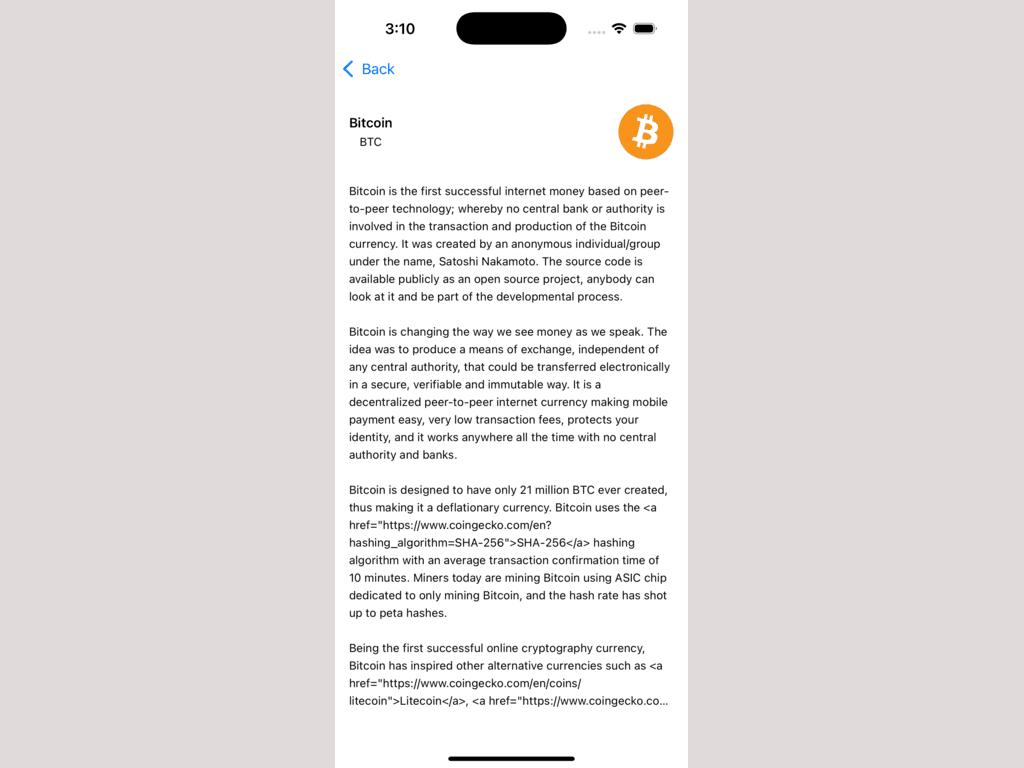 3:10
Back
Bitcoin
BTC
Bitcoin is the first successful internet money based on peer-
to-peer technology; whereby no central bank or authority is
involved in the transaction and production of the Bitcoin
currency. It was created by an anonymous individual/group
under the name, Satoshi Nakamoto. The source code is
available publicly as an open source project, anybody can
look at it and be part of the developmental process.
Bitcoin is changing the way we see money as we speak. The
idea was to produce a means of exchange, independent of
any central authority, that could be transferred electronically
in a secure, verifiable and immutable way. It is a
decentralized peer-to-peer internet currency making mobile
payment easy, very low transaction fees, protects your
identity, and it works anywhere all the time with no central
authority and banks.
Bitcoin is designed to have only 21 million BTC ever created,
thus making it a deflationary currency. Bitcoin uses the <a
href="https://www.coingecko.com/en?
hashing_algorithm=SHA-256">SHA-256</a> hashing
algorithm with an average transaction confirmation time of
10 minutes. Miners today are mining Bitcoin using ASIC chip
dedicated to only mining Bitcoin, and the hash rate has shot
up to peta hashes.
Being the first successful online cryptography currency,
Bitcoin has inspired other alternative currencies such as <a
href="https://www.coingecko.com/en/coins/
litecoin">Litecoin</a>, <a href="https://www.coingecko.co...